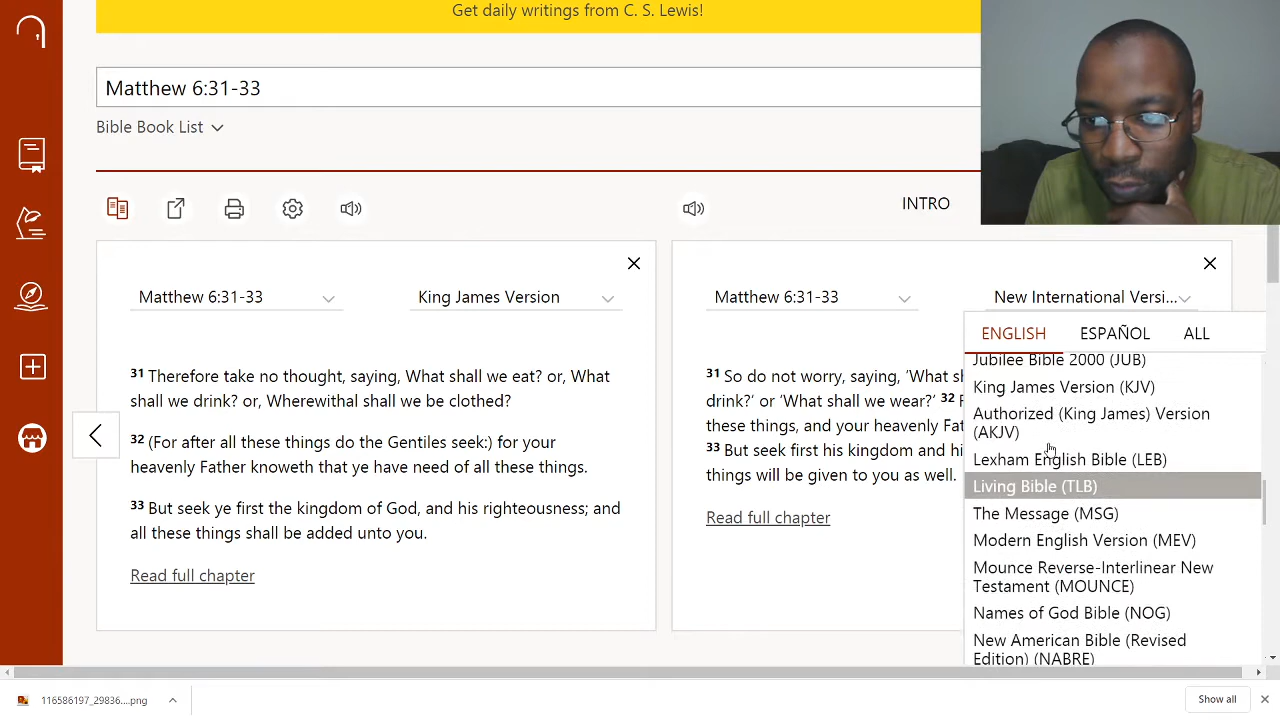 Get daily writings from C. S. Lewis!
Matthew 6:31-33
Bible Book List
INTRO
Matthew 6:31-33
King James Version
31 Therefore take no thought, saying, What shall we eat? or, What
shall we drink? or, Wherewithal shall we be clothed?
32 (For after all these things do the Gentiles seek:) for your
heavenly Father knoweth that ye have need of all these things.
33 But seek ye first the kingdom of God, and his righteousness; and
all these things shall be added unto you.
Read full chapter
Matthew 6:31-33
New International Versi...
31 So do not worry, saying, ‘What
drink?’ or ‘What shall we wear?’ 32
these things, and your heavenly
33 But seek first his kingdom and
things will be given to you as well.
Read full chapter
ENGLISH
ESPAÑOL
ALL
Jubilee Bible 2000 (JUB)
King James Version (KJV)
Authorized (King James) Version
(AKJV)
Lexham English Bible (LEB)
Living Bible (TLB)
The Message (MSG)
Modern English Version (MEV)
Mounce Reverse-Interlinear New
Testament (MOUNCE)
Names of God Bible (NOG)
New American Bible (Revised
Edition) (NABRE)
116586197_29836....png
Show all